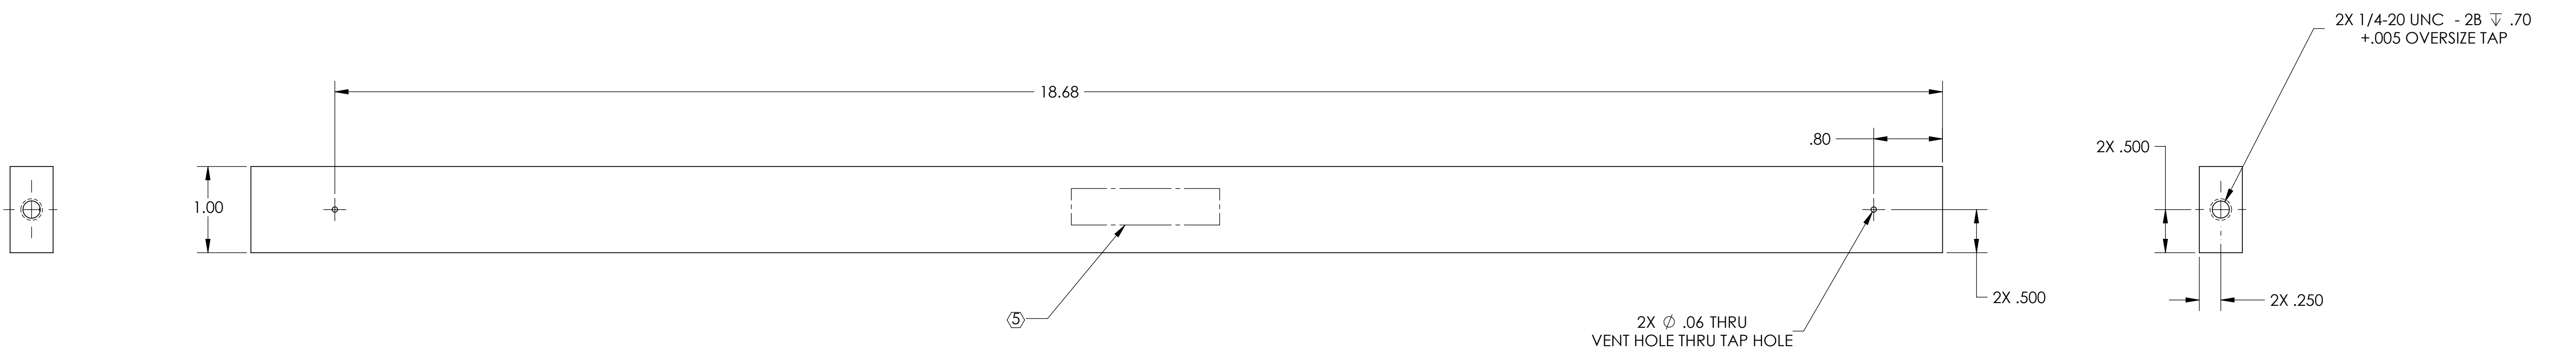 2X 1/4-20 UNC - 2B ↧ .70
+.005 OVERSIZE TAP
18.68
.80
2X .500
1.00
2X .500
2X .250
5
2X ∅ .06 THRU
VENT HOLE THRU TAP HOLE